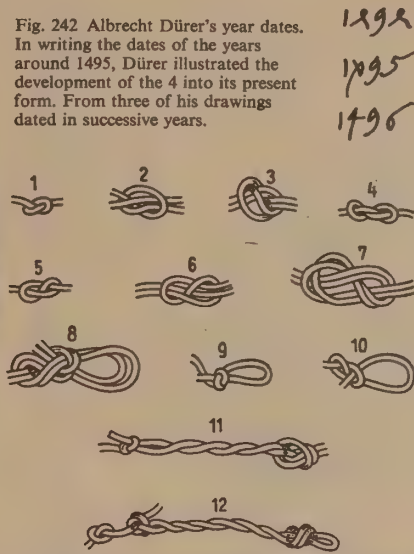 Fig. 242 Albrecht Dürer's year dates.
In writing the dates of the years
around 1495, Dürer illustrated the
development of the 4 into its present
form. From three of his drawings
dated in successive years.
1495
1496
1 2 3 4
5 6 7
8 9 10
11
12